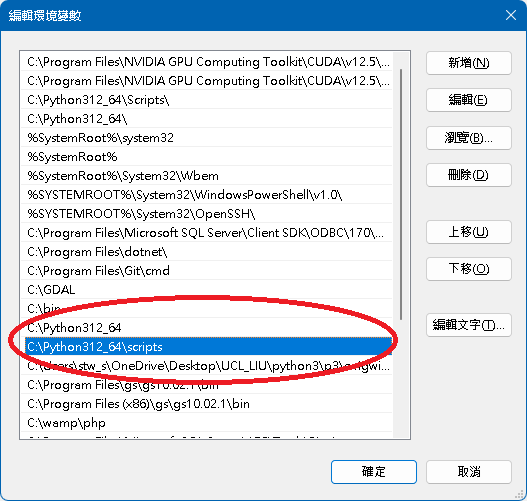 編輯環境變數
C:\Program Files\NVIDIA GPU Computing Toolkit\CUDA\v12.5\...
C:\Program Files\NVIDIA GPU Computing Toolkit\CUDA\v12.5\...
C:\Python312_64\Scripts\
C:\Python312_64\
%SystemRoot%\system32
%SystemRoot%
%SystemRoot%\System32\Wbem
%SYSTEMROOT%\System32\WindowsPowerShell\v1.0\
%SYSTEMROOT%\System32\OpenSSH\
C:\Program Files\Microsoft SQL Server\Client SDK\ODBC\170\...
C:\Program Files\dotnet\
C:\Program Files\Git\cmd
C:\GDAL
C:\bin
C:\Python312_64
C:\Python312_64\scripts
C:\Users\stw_s\OneDrive\Desktop\UCL_LIU\python3\p3\
C:\Program Files\gs\gs10.02.1\bin
C:\Program Files (x86)\gs\gs10.02.1\bin
C:\wamp\php
新增(N)
編輯(E)
瀏覽(B)...
刪除(D)
上移(U)
下移(O)
編輯文字(T)...
確定
取消